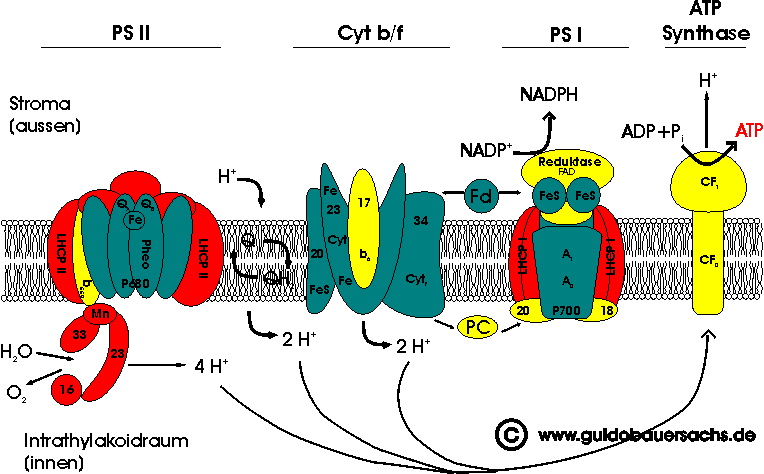 PS II
Cyt b/f
PS I
ATP
Synthase
Stroma
(aussen)
H⁺
NADPH
NADP⁺
Reduktase
FAD
FeS FeS
Fd
H⁺
ADP+Pᵢ
ATP
CF₁
CF₀
LHCP II
Q Q
Fe
Pheo
P680
LHCP II
Q
QH
Fe
23
17
34
20
Cyt
b₆
Cyt f
FeS
Fe
LHCP I
A₁
A₀
LHCP I
20
P700
18
Mn
33
23
16
H₂O
O₂
4 H⁺
2 H⁺
2 H⁺
PC
© www.guidobauersachs.de
Intrathylakoidraum
(innen)